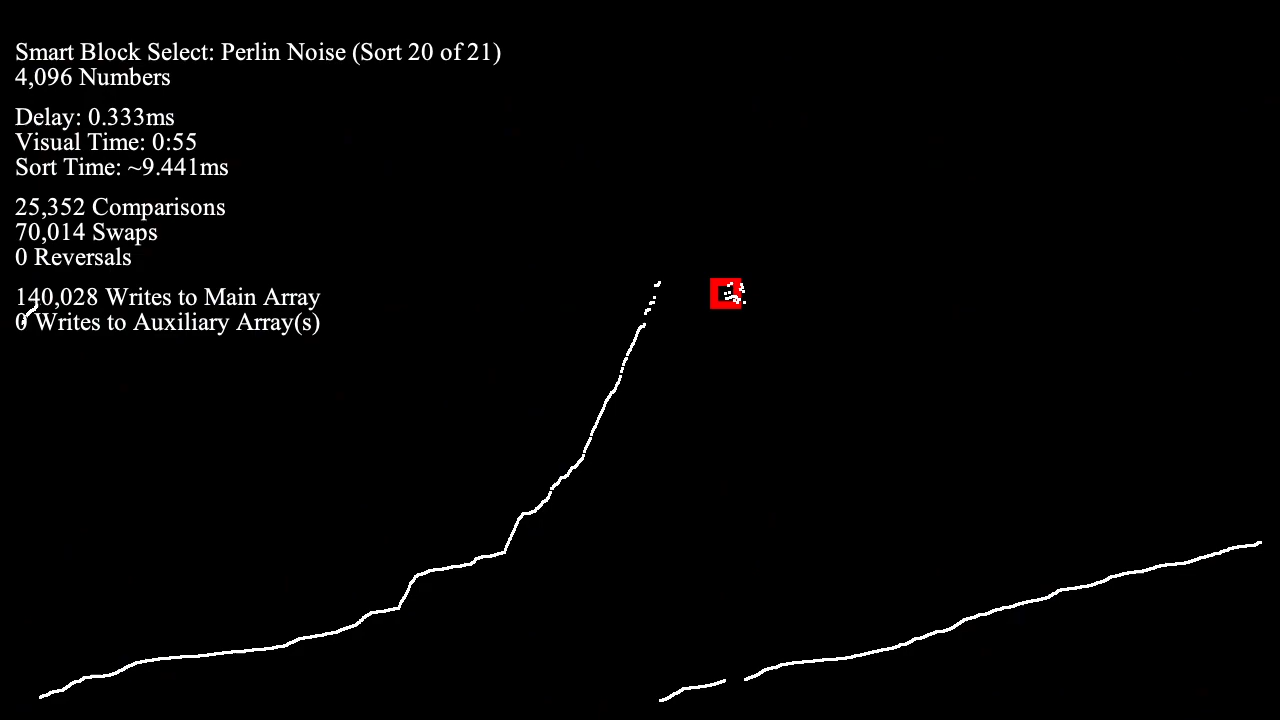 Smart Block Select: Perlin Noise (Sort 20 of 21)
4,096 Numbers
Delay: 0.333ms
Visual Time: 0:55
Sort Time: ~9.441ms
25,352 Comparisons
70,014 Swaps
0 Reversals
140,028 Writes to Main Array
0 Writes to Auxiliary Array(s)